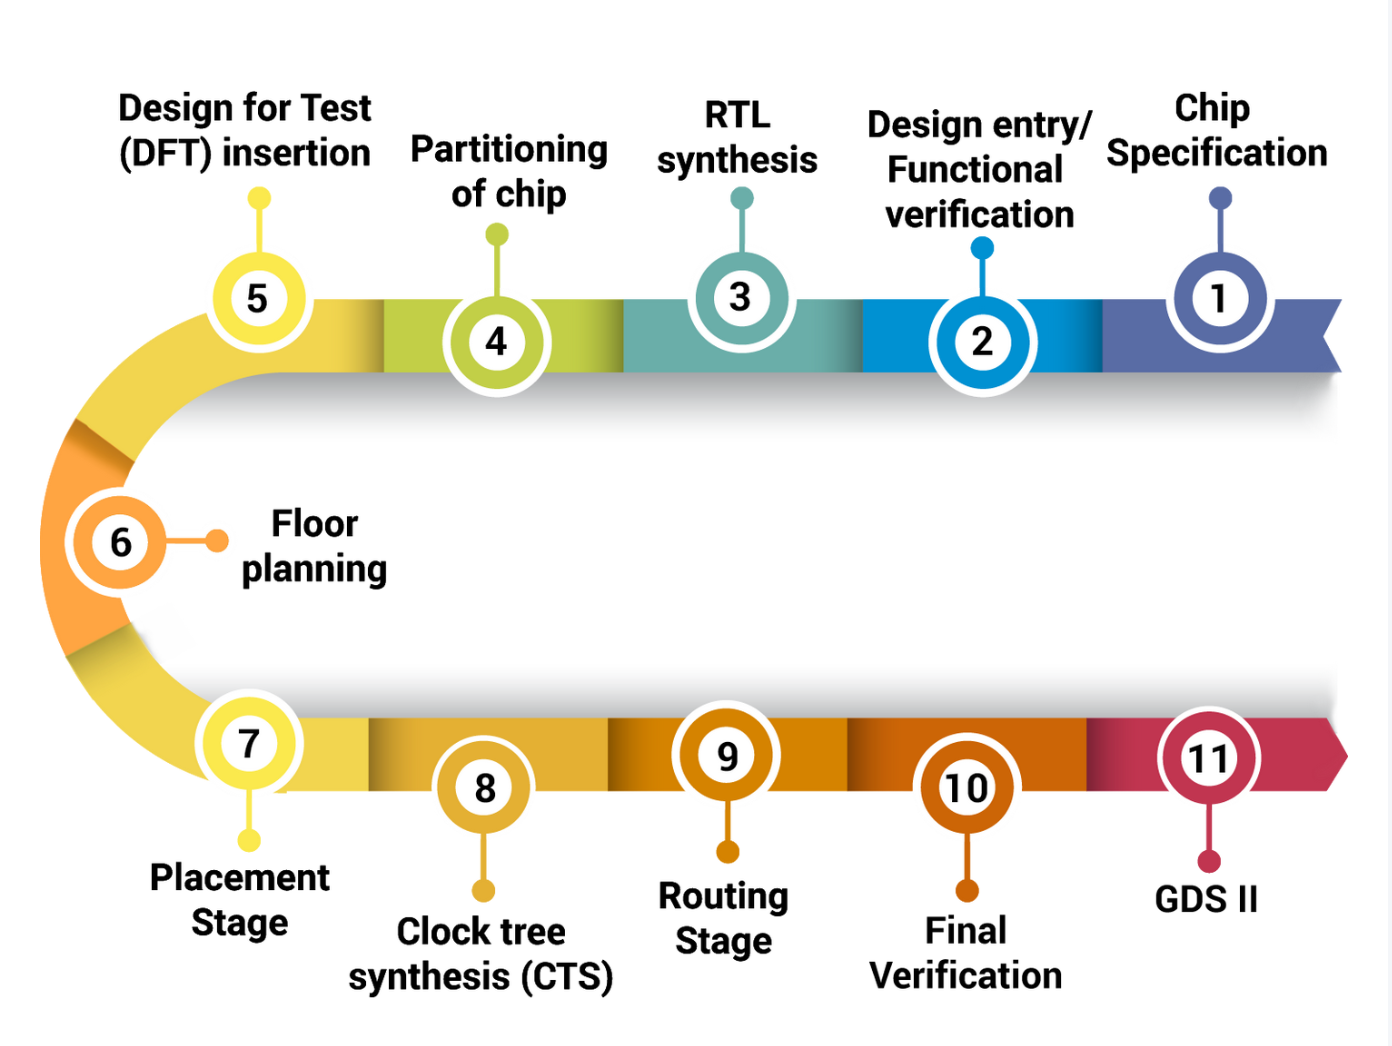 Chip
Specification
1
Design entry/
Functional
verification
2
RTL
synthesis
3
Partitioning
of chip
4
Design for Test
(DFT) insertion
5
6
Floor
planning
7
Placement
Stage
8
Clock tree
synthesis (CTS)
9
Routing
Stage
10
Final
Verification
11
GDS II